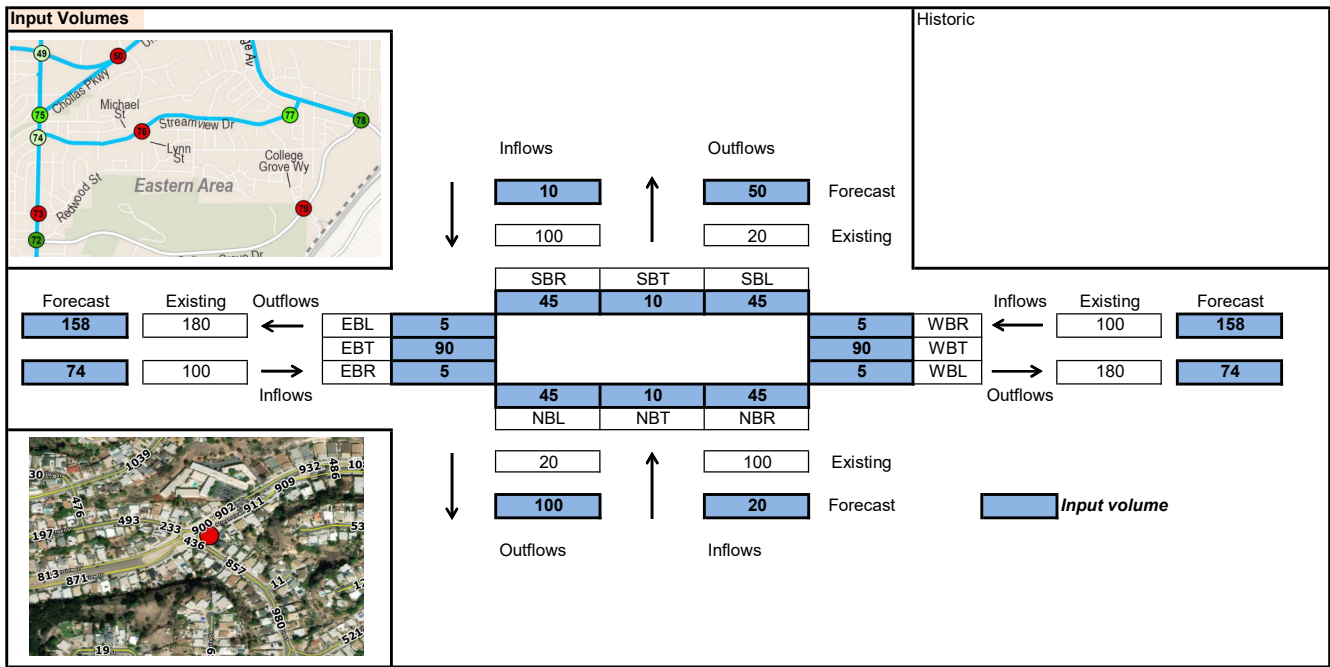 Input Volumes
Historic
49
50
Chollas Pkwy
75
74
Michael
St
76
Streamview Dr
Lynn
St
77
78
College
Grove Wy
Eastern Area
Redwood St
73
72
79
Inflows Outflows
10 50 Forecast
100 20 Existing
SBR SBT SBL
45 10 45
Forecast Existing Outflows
158 180 EBL 5
EBT 90
74 100 EBR 5
Inflows
Inflows Existing Forecast
5 WBR 100 158
90 WBT
5 WBL 180 74
Outflows
45 10 45
NBL NBT NBR
20 100 Existing
100 20 Forecast
Outflows Inflows
Input volume
1039
30
476
493
197
233
900
902
911
909
932
486
436
857
813
871
11
980
521
19